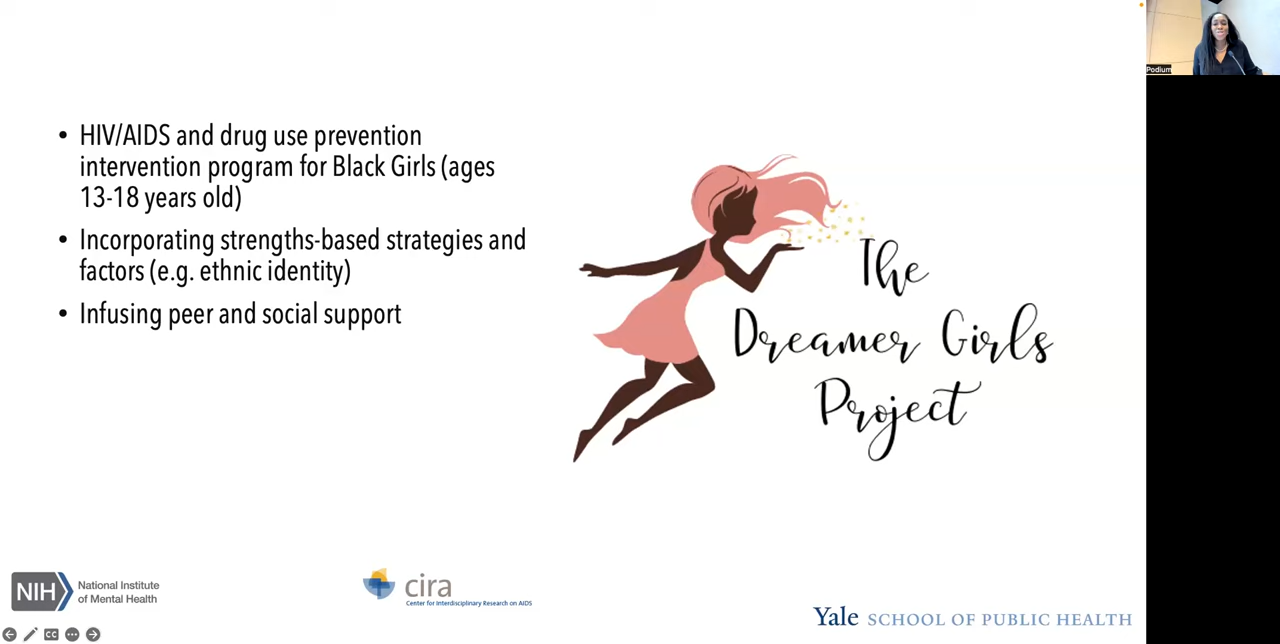 Podium
• HIV/AIDS and drug use prevention
intervention program for Black Girls (ages
13-18 years old)
• Incorporating strengths-based strategies and
factors (e.g. ethnic identity)
• Infusing peer and social support
The
Dreamer Girls
Project
NIH
National Institute
of Mental Health
cira
Center for Interdisciplinary Research on AIDS
Yale SCHOOL OF PUBLIC HEALTH
CC